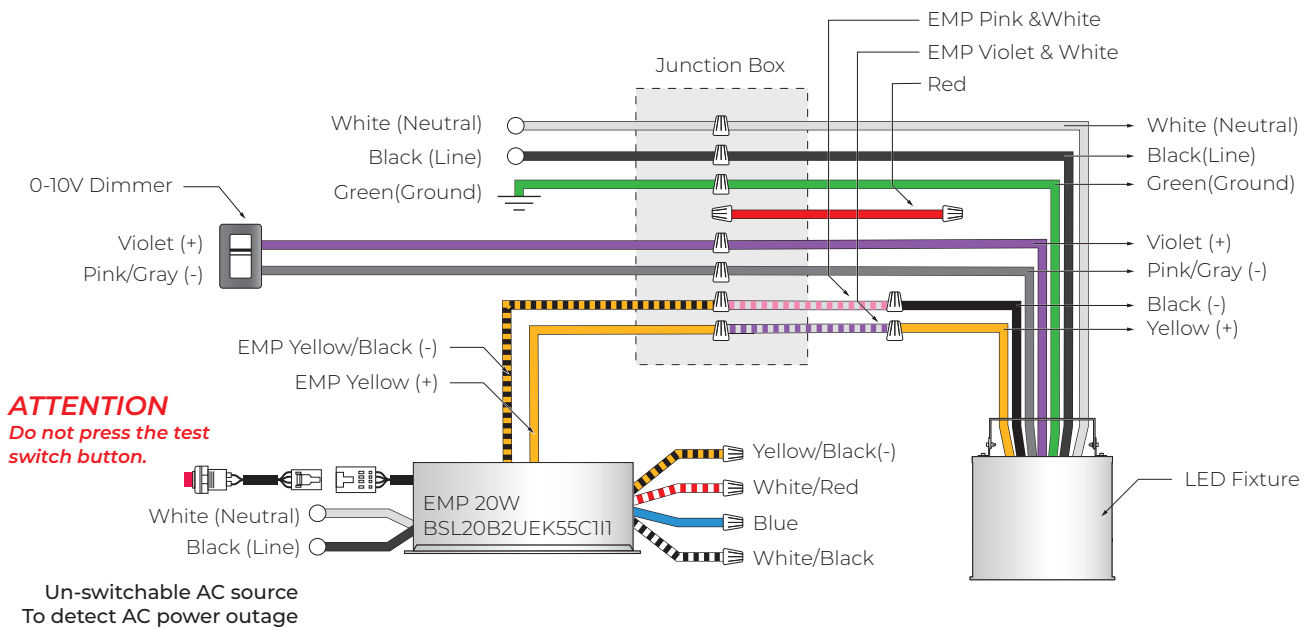 EMP Pink &White
EMP Violet & White
Red
Junction Box
White (Neutral)
Black (Line)
Green(Ground)
White (Neutral)
Black(Line)
Green(Ground)
0-10V Dimmer
Violet (+)
Pink/Gray (-)
Violet (+)
Pink/Gray (-)
Black (-)
Yellow (+)
EMP Yellow/Black (-)
EMP Yellow (+)
ATTENTION
Do not press the test
switch button.
White (Neutral)
Black (Line)
EMP 20W
BSL20B2UEK55C1I1
Yellow/Black(-)
White/Red
Blue
White/Black
LED Fixture
Un-switchable AC source
To detect AC power outage